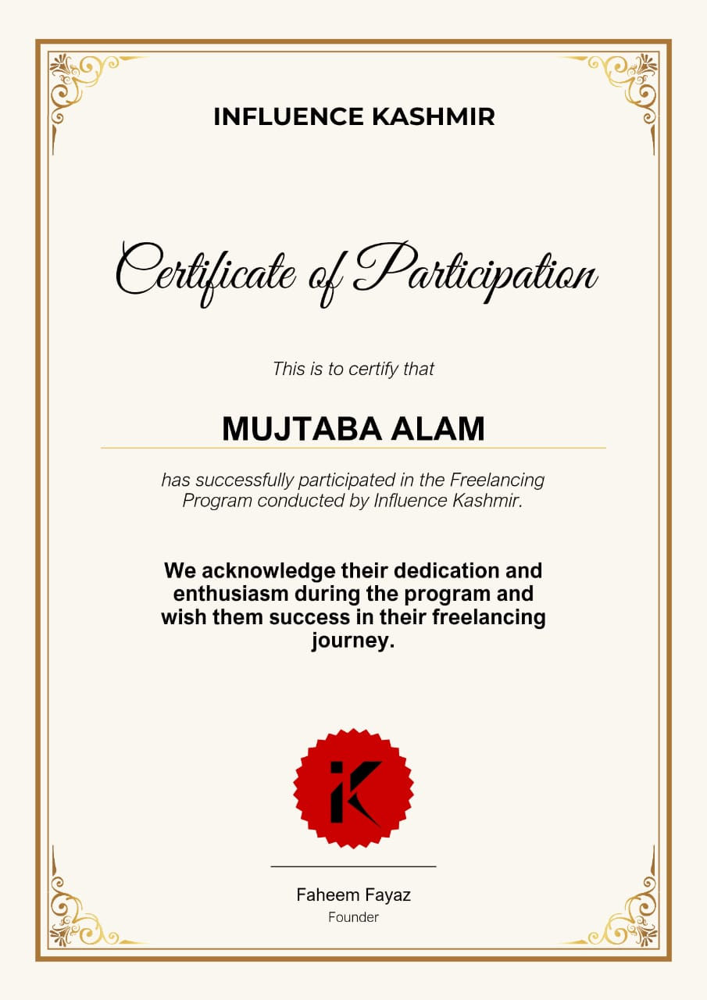 INFLUENCE KASHMIR
Certificate of Participation
This is to certify that
MUJTABA ALAM
has successfully participated in the Freelancing
Program conducted by Influence Kashmir.
We acknowledge their dedication and
enthusiasm during the program and
wish them success in their freelancing
journey.
iK
Faheem Fayaz
Founder